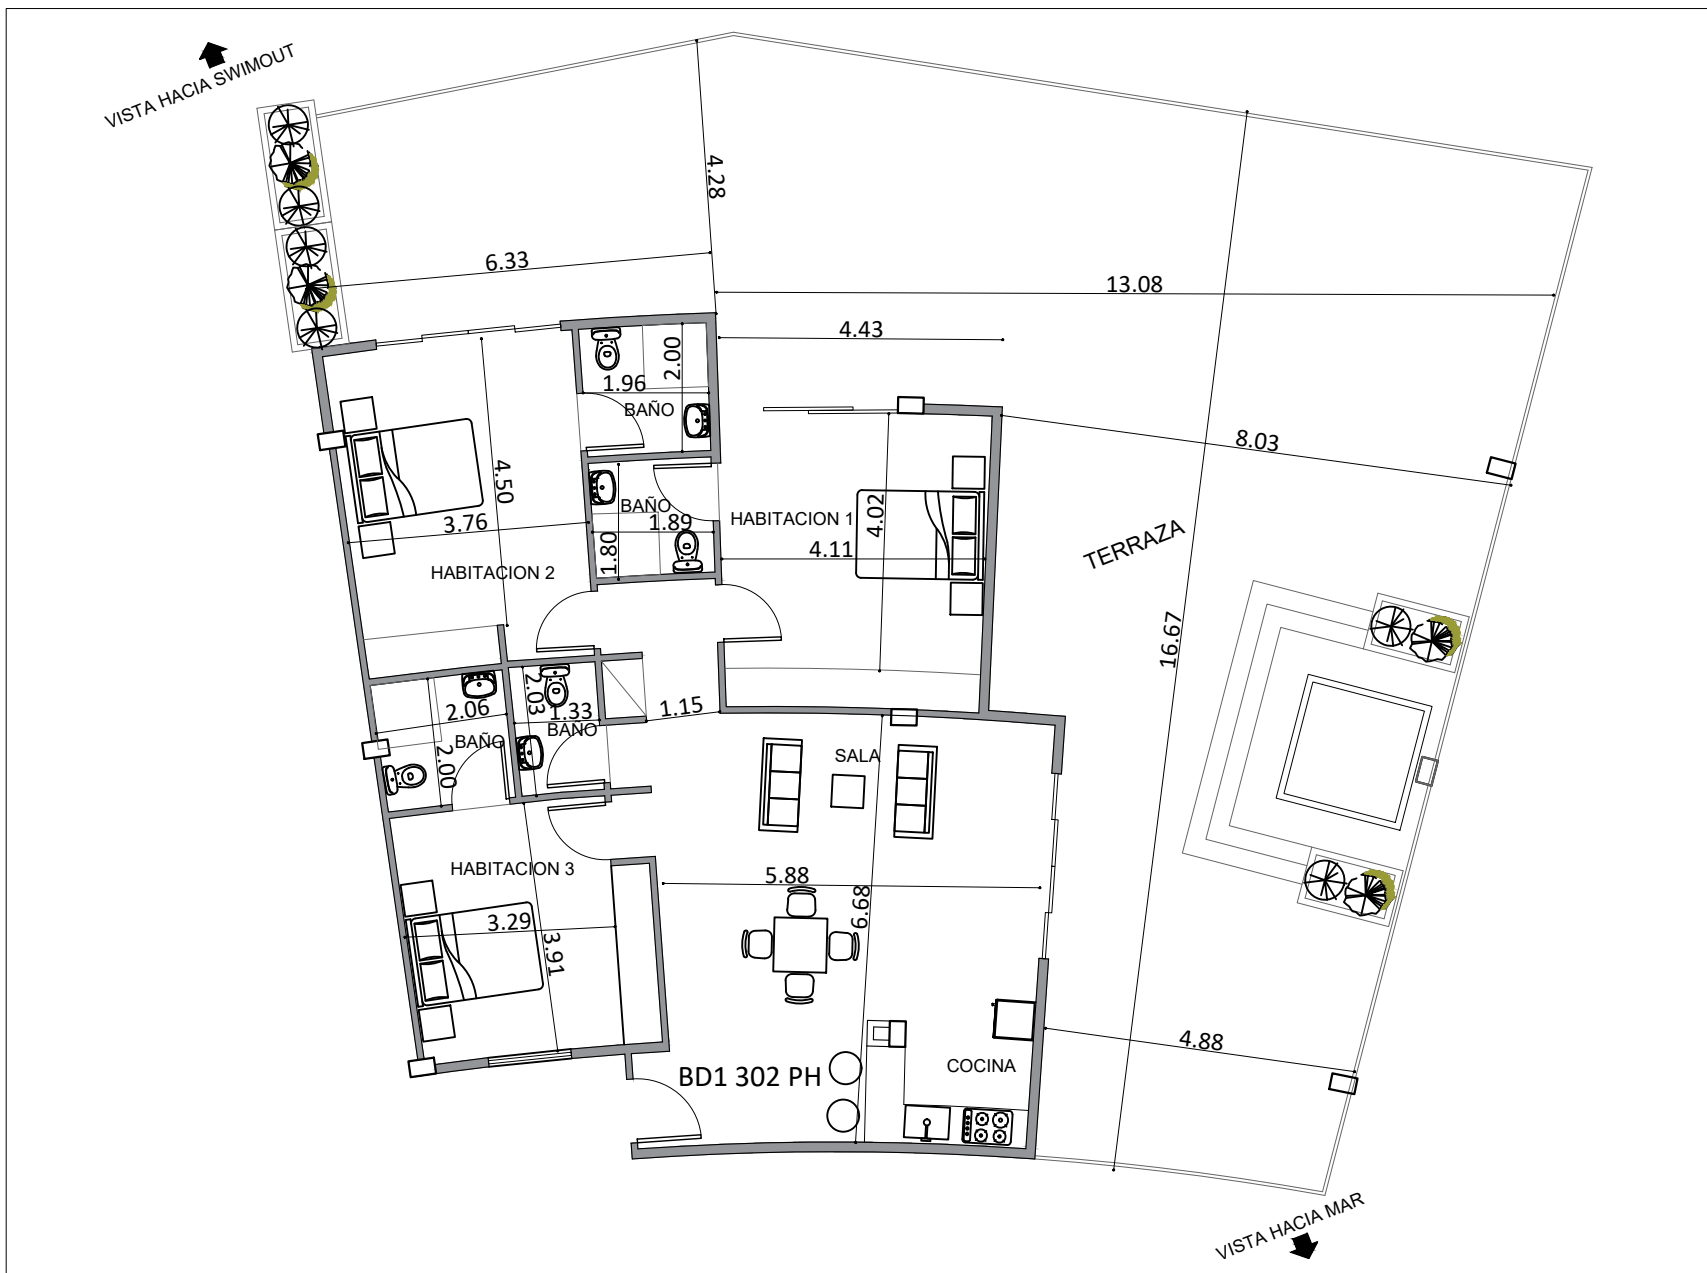 VISTA HACIA SWIMOUT
4.28
6.33
13.08
4.43
2.00
1.96
BAÑO
8.03
4.50
3.76
BAÑO
1.89
1.80
HABITACION 1
4.02
4.11
TERRAZA
HABITACION 2
16.67
2.03
2.06
1.33
1.15
BAÑO
BAÑO
2.00
SALA
HABITACION 3
5.88
6.68
3.29
3.91
4.88
COCINA
BD1 302 PH
VISTA HACIA MAR